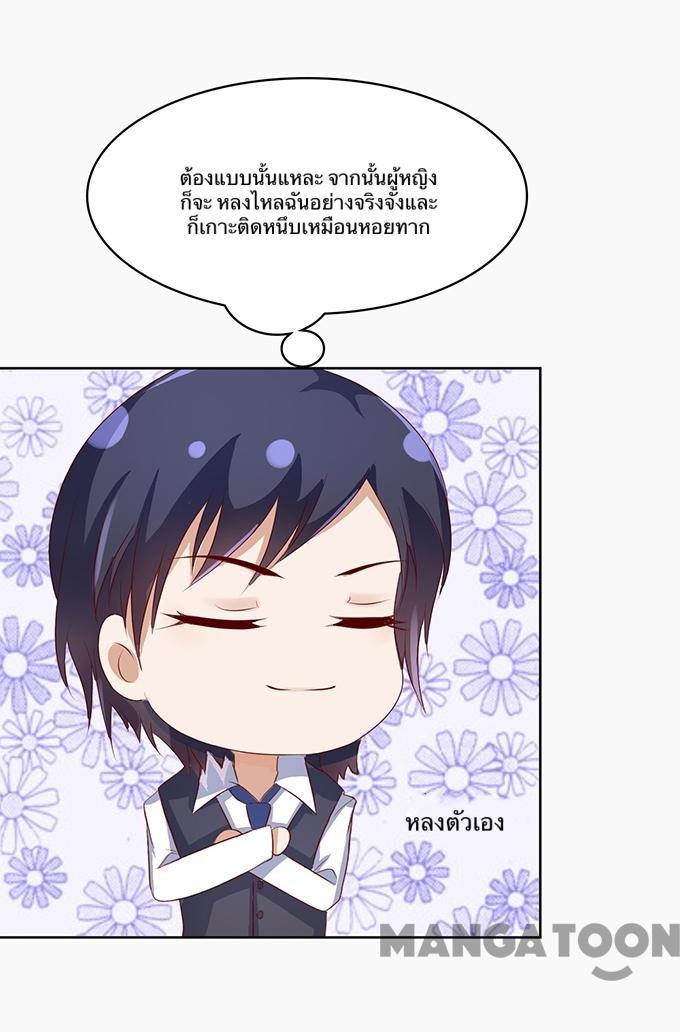 ต้องแบบนั้นแหละ จากนั้นผู้หญิง
ก็จะ หลงไหลฉันอย่างจริงจังและ
ก็เกาะติดหนึบเหมือนหอยทาก
หลงตัวเอง
MANGATOON